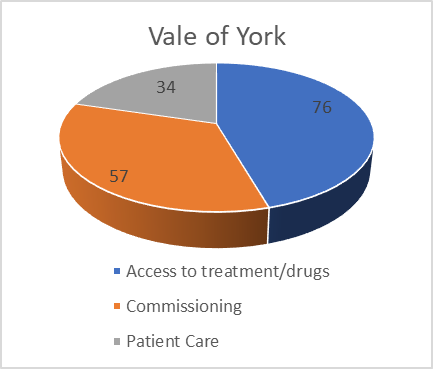 Vale of York
34
76
57
Access to treatment/drugs
Commissioning
Patient Care